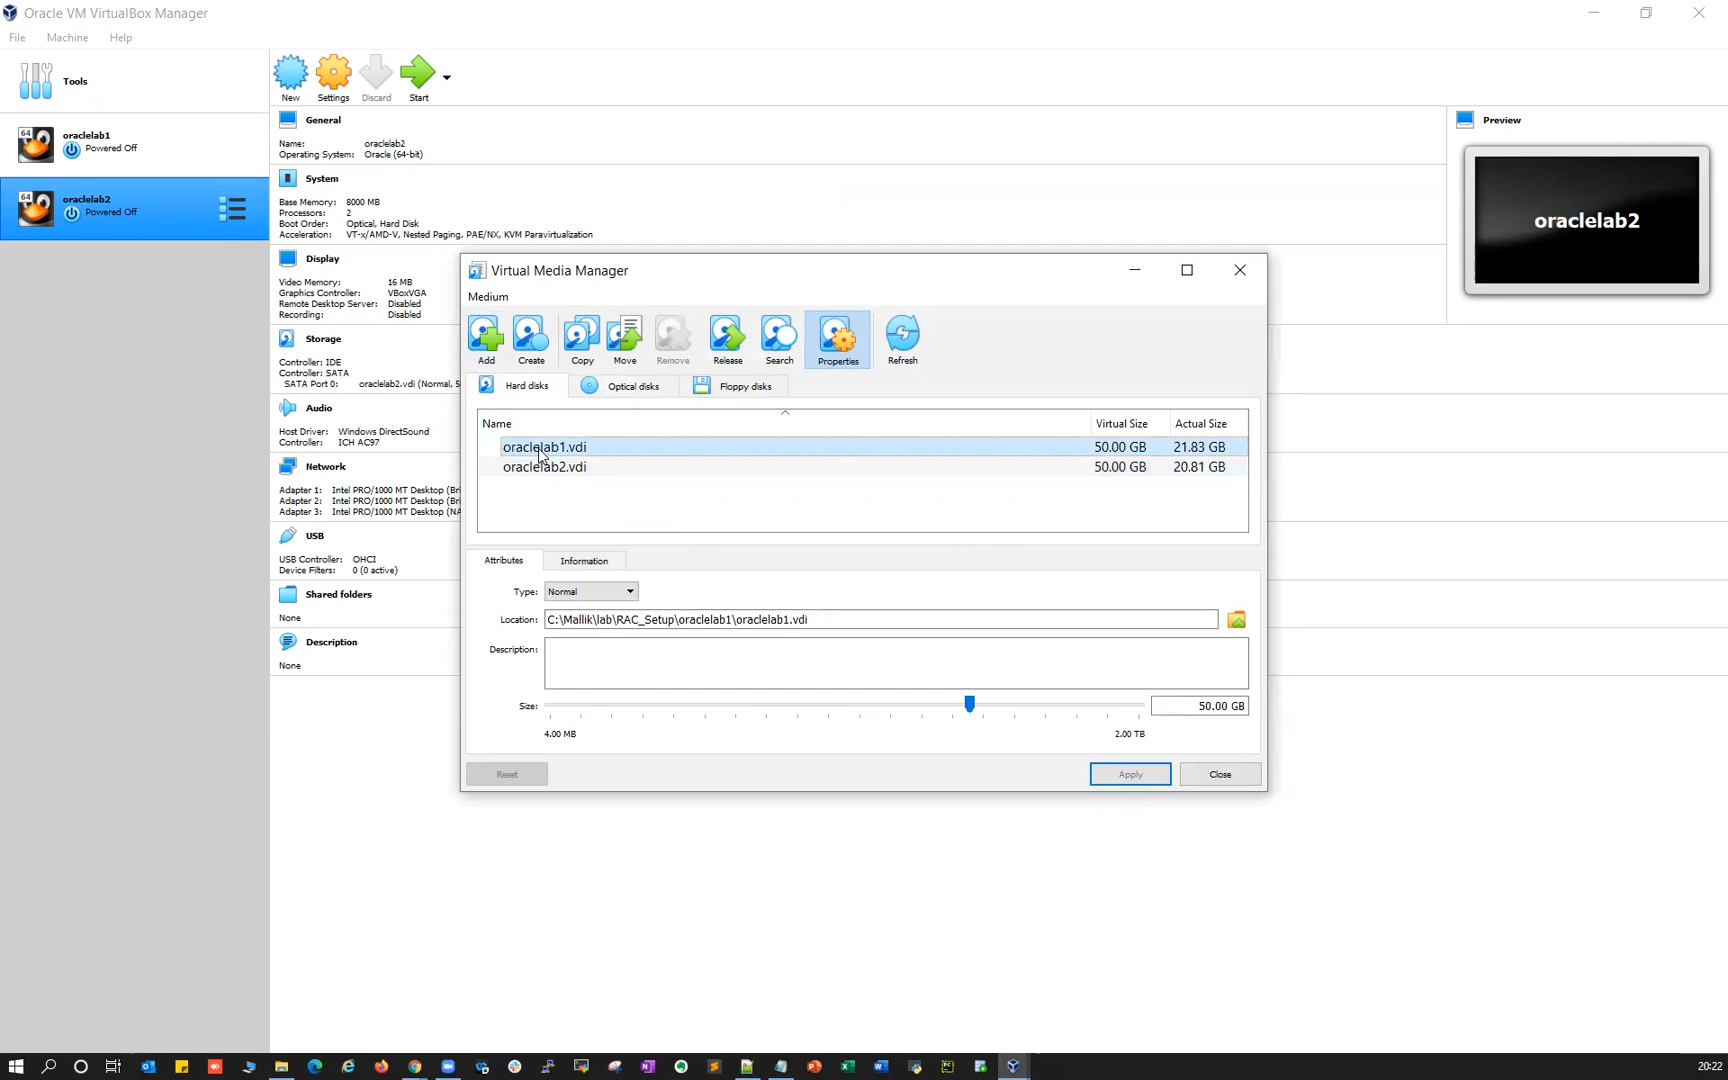 Oracle VM VirtualBox Manager
File Machine Help
Tools
New Settings Discard Start
64 oraclelab1
Powered Off
64 oraclelab2
Powered Off
General
Name: oraclelab2
Operating System: Oracle (64-bit)
System
Base Memory: 8000 MB
Processors: 2
Boot Order: Optical, Hard Disk
Acceleration: VT-x/AMD-V, Nested Paging, PAE/NX, KVM Paravirtualization
Display
Video Memory: 16 MB
Graphics Controller: VBoxVGA
Remote Desktop Server: Disabled
Recording: Disabled
Storage
Controller: IDE
Controller: SATA
SATA Port 0: oraclelab2.vdi (Normal, 5
Audio
Host Driver: Windows DirectSound
Controller: ICH AC97
Network
Adapter 1: Intel PRO/1000 MT Desktop (Bri
Adapter 2: Intel PRO/1000 MT Desktop (Bri
Adapter 3: Intel PRO/1000 MT Desktop (NA
USB
USB Controller: OHCI
Device Filters: 0 (0 active)
Shared folders
None
Description
None
Preview
oraclelab2
Virtual Media Manager
Medium
Add Create Copy Move Remove Release Search Properties Refresh
Hard disks Optical disks Floppy disks
Name Virtual Size Actual Size
oraclelab1.vdi 50.00 GB 21.83 GB
oraclelab2.vdi 50.00 GB 20.81 GB
Attributes Information
Type: Normal
Location: C:\Mallik\lab\RAC_Setup\oraclelab1\oraclelab1.vdi
Description:
Size: 50.00 GB
4.00 MB 2.00 TB
Reset Apply Close
20:22